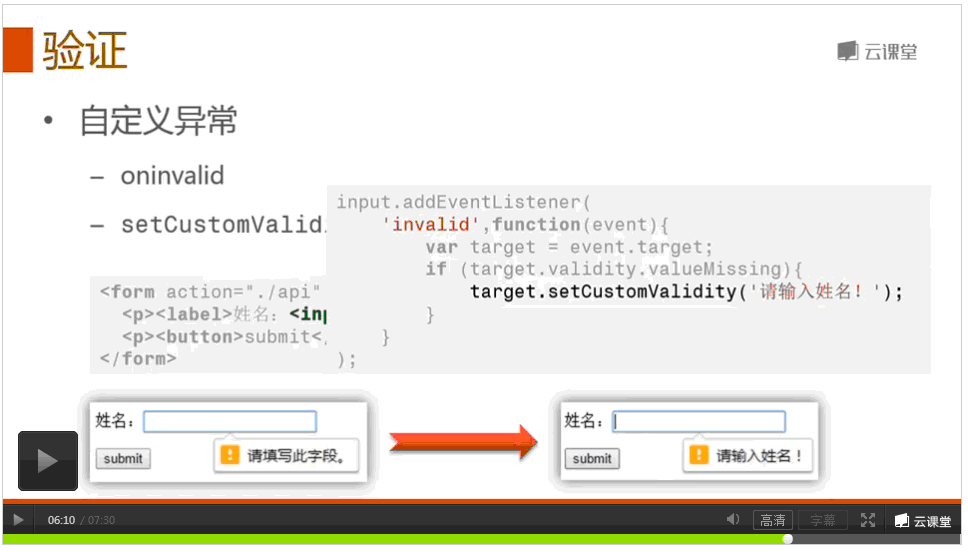 验证
云课堂
• 自定义异常
– oninvalid
– setCustomValid
input.addEventListener(
'invalid',function(event){
var target = event.target;
if (target.validity.valueMissing){
target.setCustomValidity('请输入姓名! ');
}
}
);
<form action="./api"
<p><label>姓名: <inp
<p><button>submit<
</form>
姓名:
submit
请填写此字段。
姓名:
submit
请输入姓名!
06:10 / 07:30
高清
字幕
云课堂